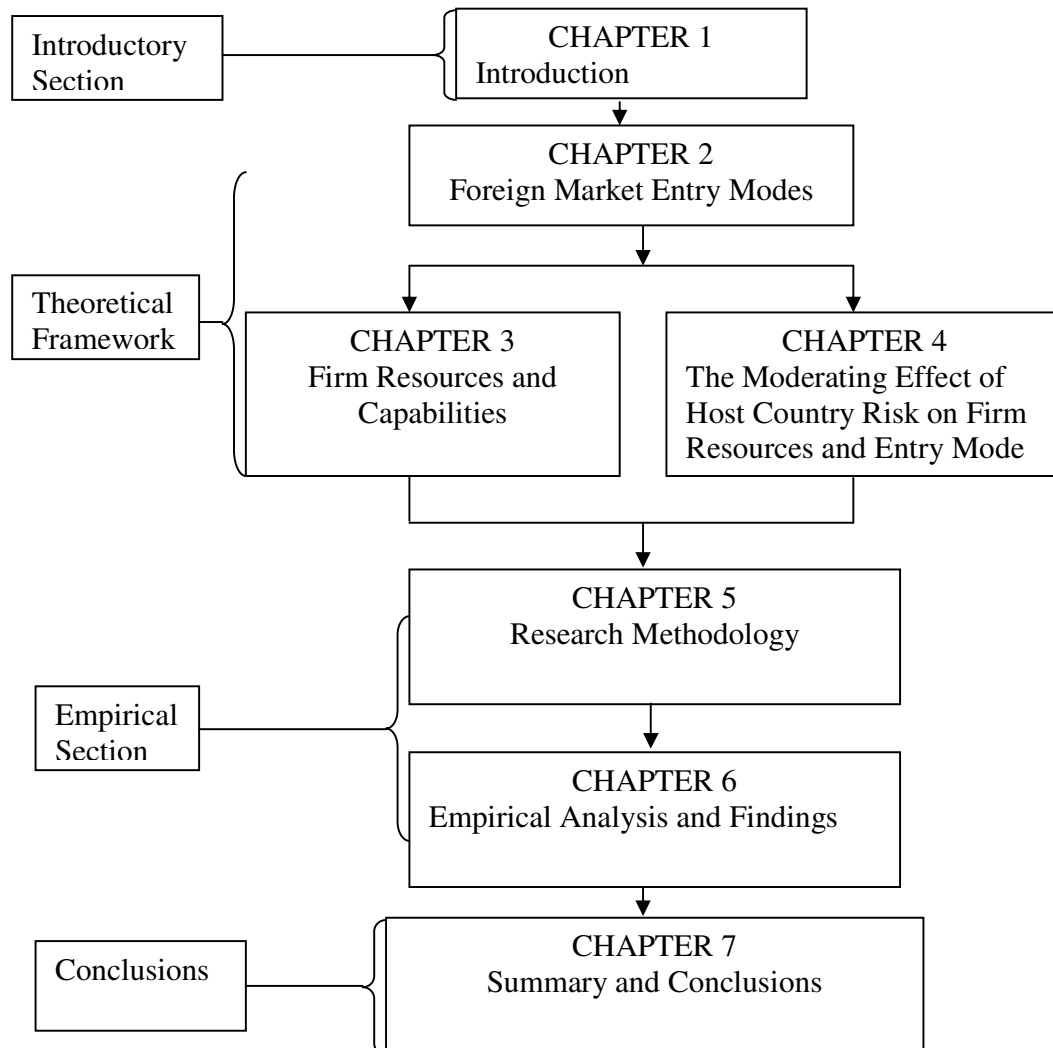 Introductory
Section
CHAPTER 1
Introduction
CHAPTER 2
Foreign Market Entry Modes
Theoretical
Framework
CHAPTER 3
Firm Resources and
Capabilities
CHAPTER 4
The Moderating Effect of
Host Country Risk on Firm
Resources and Entry Mode
CHAPTER 5
Research Methodology
Empirical
Section
CHAPTER 6
Empirical Analysis and Findings
Conclusions
CHAPTER 7
Summary and Conclusions